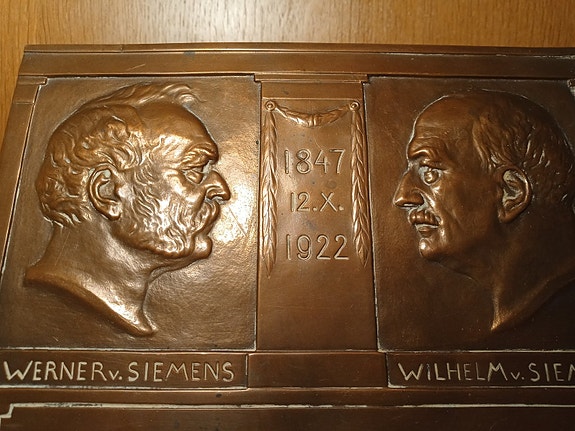 1847
12.X.
1922
WERNER v. SIEMENS
WILHELM v. SIEM